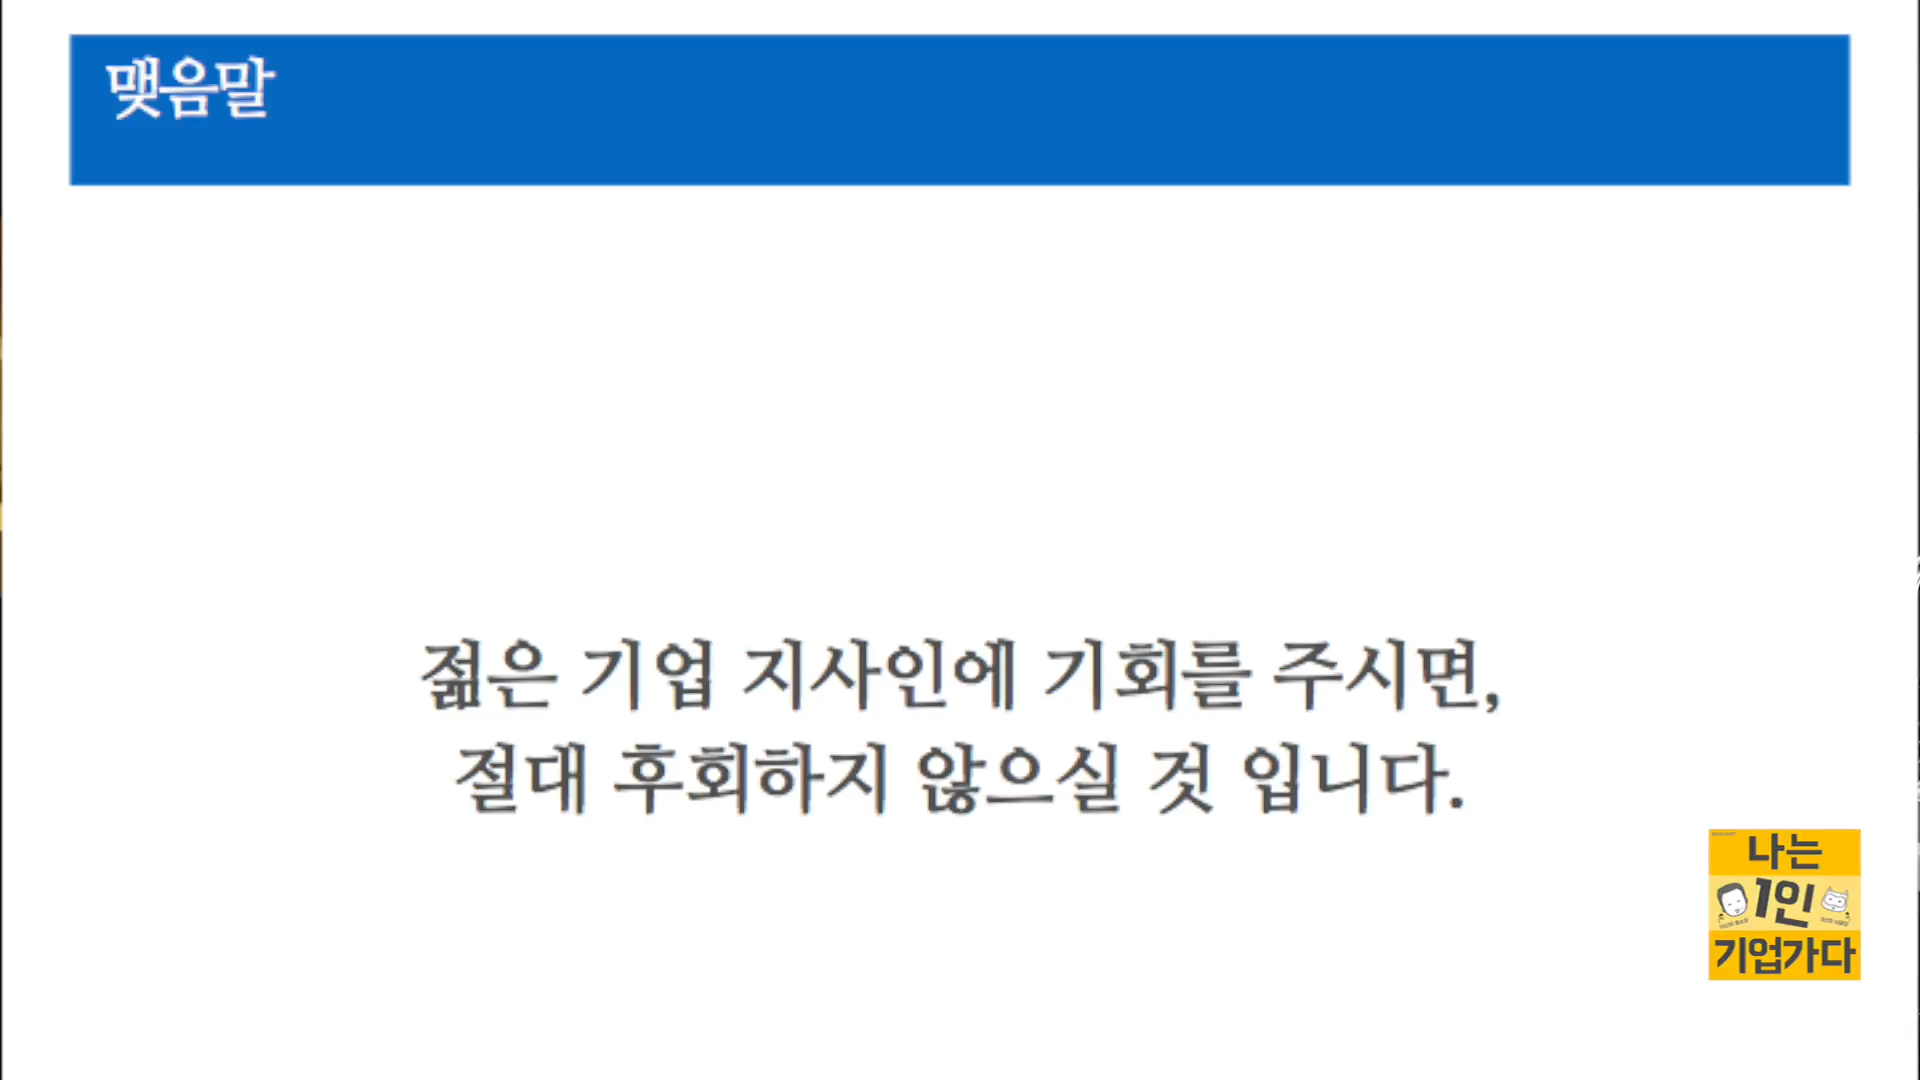 맺음말
젊은 기업 지사인에 기회를 주시면,
절대 후회하지 않으실 것 입니다.
나는
1인
기업가다